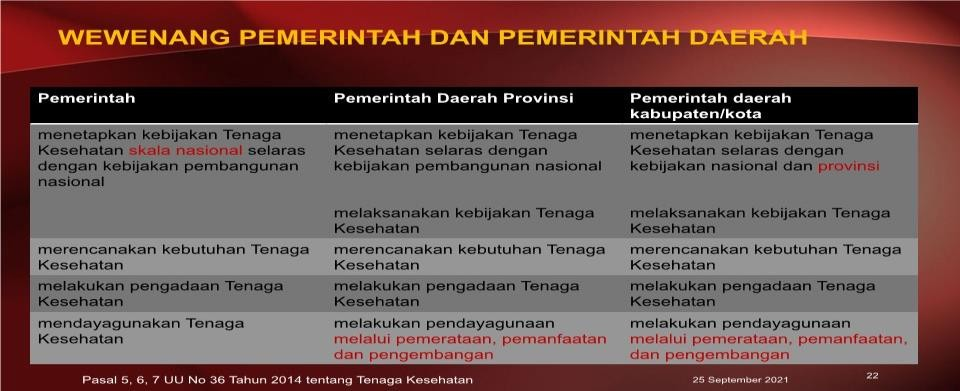 WEWENANG PEMERINTAH DAN PEMERINTAH DAERAH
Pemerintah
Pemerintah Daerah Provinsi
Pemerintah daerah
kabupaten/kota
menetapkan kebijakan Tenaga
Kesehatan skala nasional selaras
dengan kebijakan pembangunan
nasional
menetapkan kebijakan Tenaga
Kesehatan selaras dengan
kebijakan pembangunan nasional
menetapkan kebijakan Tenaga
Kesehatan selaras dengan
kebijakan nasional dan provinsi
melaksanakan kebijakan Tenaga
Kesehatan
melaksanakan kebijakan Tenaga
Kesehatan
merencanakan kebutuhan Tenaga
Kesehatan
merencanakan kebutuhan Tenaga
Kesehatan
merencanakan kebutuhan Tenaga
Kesehatan
melakukan pengadaan Tenaga
Kesehatan
melakukan pengadaan Tenaga
Kesehatan
melakukan pengadaan Tenaga
Kesehatan
mendayagunakan Tenaga
Kesehatan
melakukan pendayagunaan
melalui pemerataan, pemanfaatan
dan pengembangan
melakukan pendayagunaan
melalui pemerataan, pemanfaatan,
dan pengembangan
Pasal 5, 6, 7 UU No 36 Tahun 2014 tentang Tenaga Kesehatan
25 September 2021
22